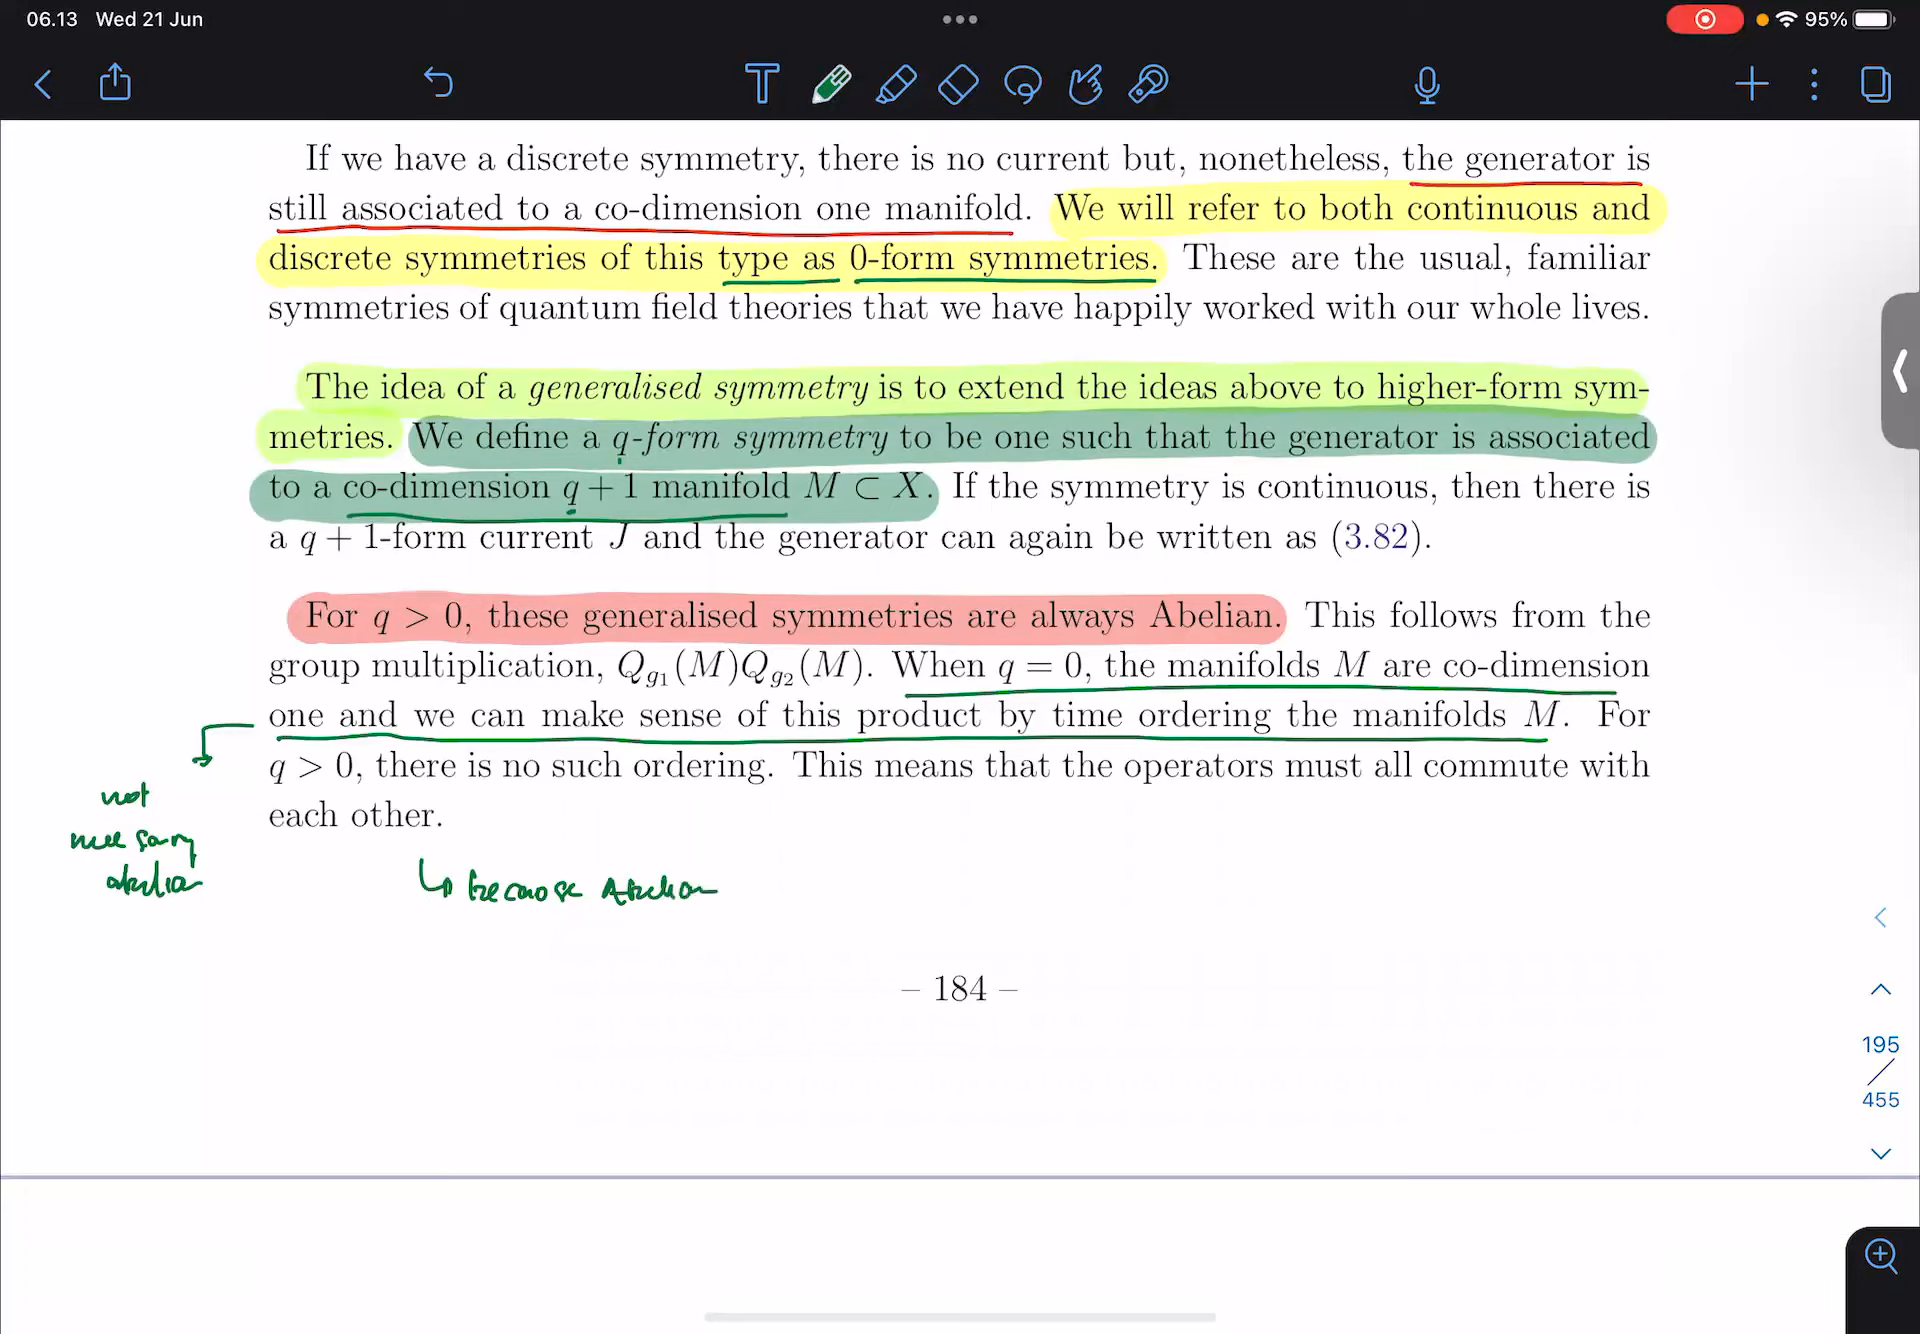 06.13 Wed 21 Jun
95%
If we have a discrete symmetry, there is no current but, nonetheless, the generator is
still associated to a co-dimension one manifold. We will refer to both continuous and
discrete symmetries of this type as 0-form symmetries. These are the usual, familiar
symmetries of quantum field theories that we have happily worked with our whole lives.
The idea of a generalised symmetry is to extend the ideas above to higher-form sym-
metries. We define a q-form symmetry to be one such that the generator is associated
to a co-dimension q + 1 manifold M ⊂ X. If the symmetry is continuous, then there is
a q + 1-form current J and the generator can again be written as (3.82).
For q > 0, these generalised symmetries are always Abelian. This follows from the
group multiplication, Q_{g₁}(M)Q_{g₂}(M). When q = 0, the manifolds M are co-dimension
one and we can make sense of this product by time ordering the manifolds M. For
q > 0, there is no such ordering. This means that the operators must all commute with
each other.
not
abelian
↳ because Abelian
– 184 –
195
/
455